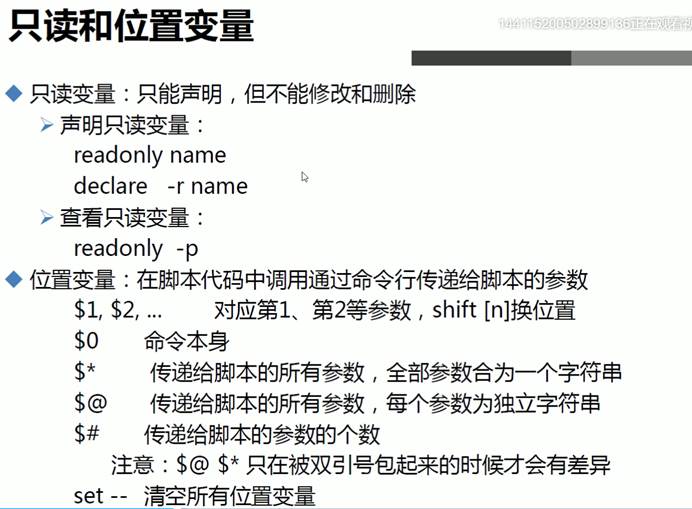 只读和位置变量
144115200502899136正在观看视
只读变量：只能声明，但不能修改和删除
声明只读变量：
readonly name
declare -r name
查看只读变量：
readonly -p
位置变量：在脚本代码中调用通过命令行传递给脚本的参数
$1, $2, ... 对应第1、第2等参数，shift [n]换位置
$0 命令本身
$* 传递给脚本的所有参数，全部参数合为一个字符串
$@ 传递给脚本的所有参数，每个参数为独立字符串
$# 传递给脚本的参数的个数
注意：$@ $* 只在被双引号包起来的时候才会有差异
set -- 清空所有位置变量